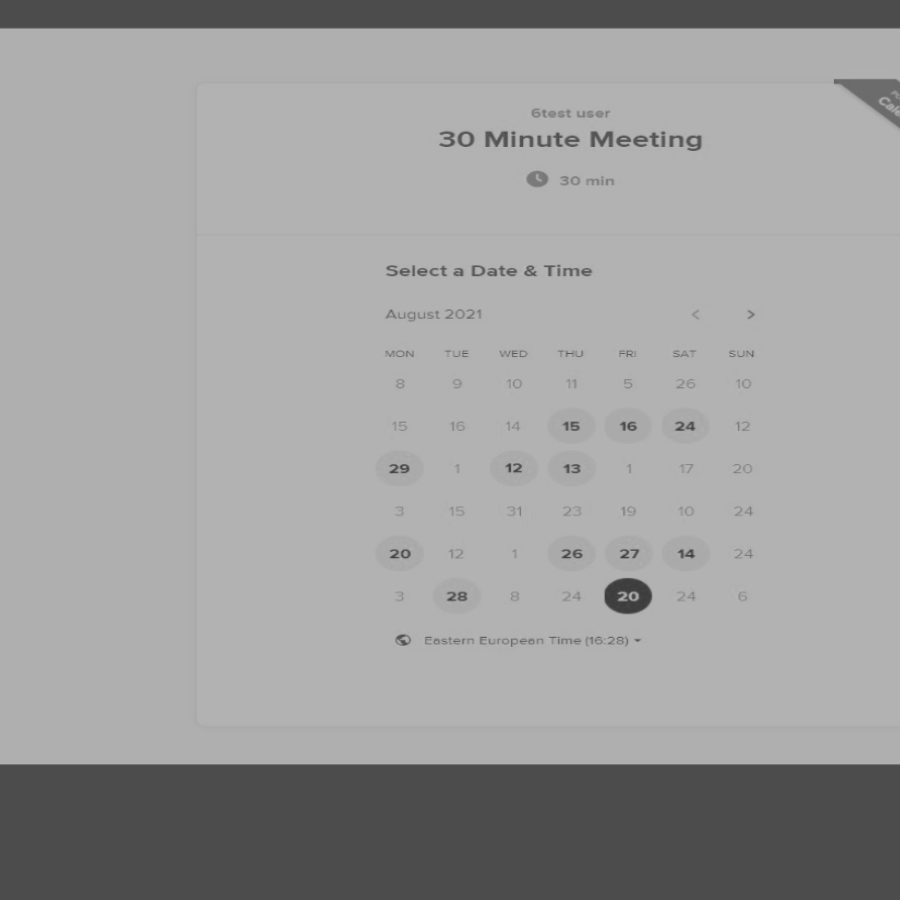 6test user
30 Minute Meeting
30 min
Select a Date & Time
August 2021 < >
MON TUE WED THU FRI SAT SUN
8 9 10 11 5 26 10
15 16 14 15 16 24 12
29 1 12 13 1 17 20
3 15 31 23 19 10 24
20 12 1 26 27 14 24
3 28 8 24 20 24 6
Eastern European Time (16:28)